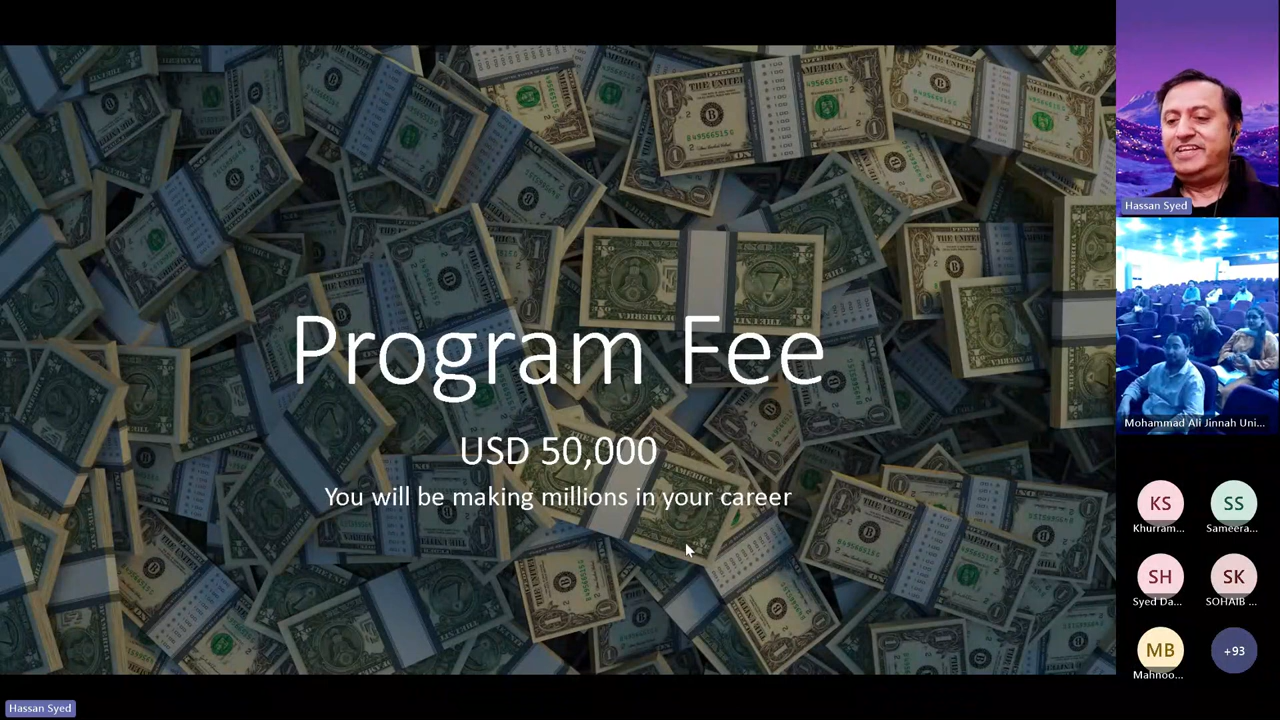 Program Fee
USD 50,000
You will be making millions in your career
Hassan Syed
Mohammad Ali Jinnah Uni...
KS
Khurram...
SS
Sameera...
SH
Syed Da...
SK
SOHAIB ...
MB
Mahnoo...
+93
Hassan Syed